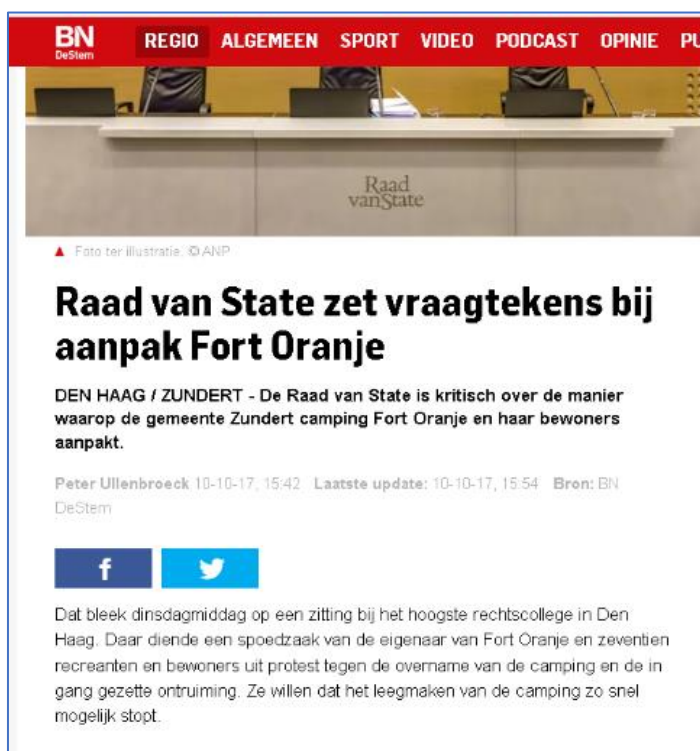 BN
DeStem
REGIO ALGEMEEN SPORT VIDEO PODCAST OPINIE PU
Raad
vanState
Foto ter illustratie. © ANP
Raad van State zet vraagtekens bij
aanpak Fort Oranje
DEN HAAG / ZUNDERT - De Raad van State is kritisch over de manier
waarop de gemeente Zundert camping Fort Oranje en haar bewoners
aanpakt.
Peter Ullenbroeck 10-10-17, 15:42 Laatste update: 10-10-17, 15:54 Bron: BN
DeStem
f
Dat bleek dinsdagmiddag op een zitting bij het hoogste rechtscollege in Den
Haag. Daar diende een spoedzaak van de eigenaar van Fort Oranje en zeventien
recreanten en bewoners uit protest tegen de overname van de camping en de in
gang gezette ontruiming. Ze willen dat het leegmaken van de camping zo snel
mogelijk stopt.